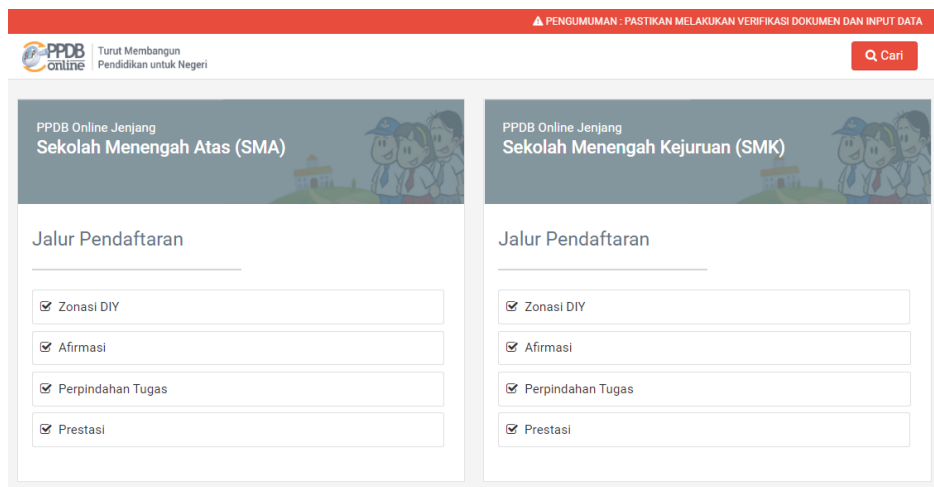 PENGUMUMAN : PASTIKAN MELAKUKAN VERIFIKASI DOKUMEN DAN INPUT DATA
PPDB
online
Turut Membangun
Pendidikan untuk Negeri
Cari
PPDB Online Jenjang
Sekolah Menengah Atas (SMA)
Jalur Pendaftaran
Zonasi DIY
Afirmasi
Perpindahan Tugas
Prestasi
PPDB Online Jenjang
Sekolah Menengah Kejuruan (SMK)
Jalur Pendaftaran
Zonasi DIY
Afirmasi
Perpindahan Tugas
Prestasi